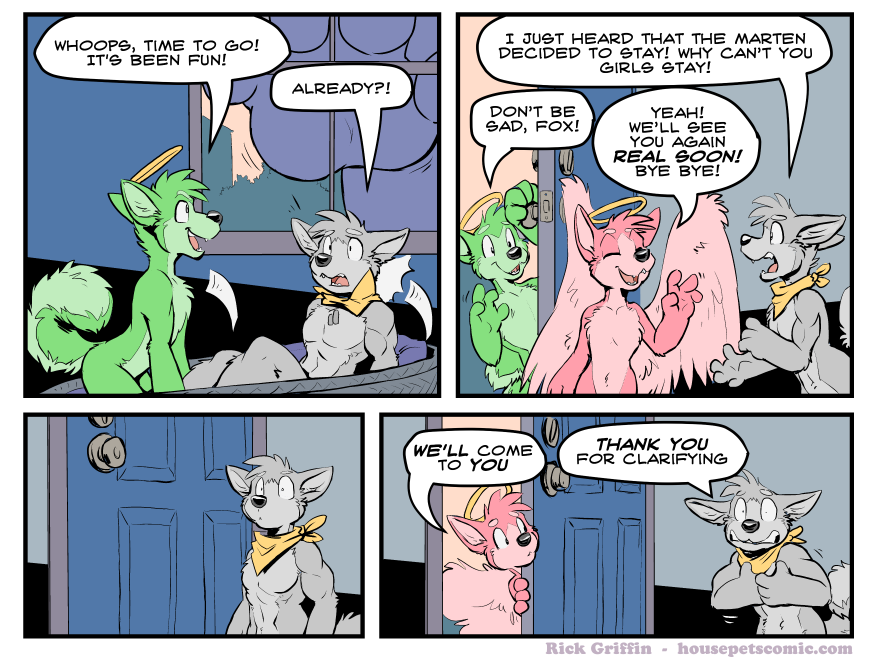 WHOOPS, TIME TO GO!
IT'S BEEN FUN!
ALREADY?!
I JUST HEARD THAT THE MARTEN
DECIDED TO STAY! WHY CAN'T YOU
GIRLS STAY!
DON'T BE
SAD, FOX!
YEAH!
WE'LL SEE
YOU AGAIN
REAL SOON!
BYE BYE!
WE'LL COME
TO YOU
THANK YOU
FOR CLARIFYING
Rick Griffin - housepetscomic.com